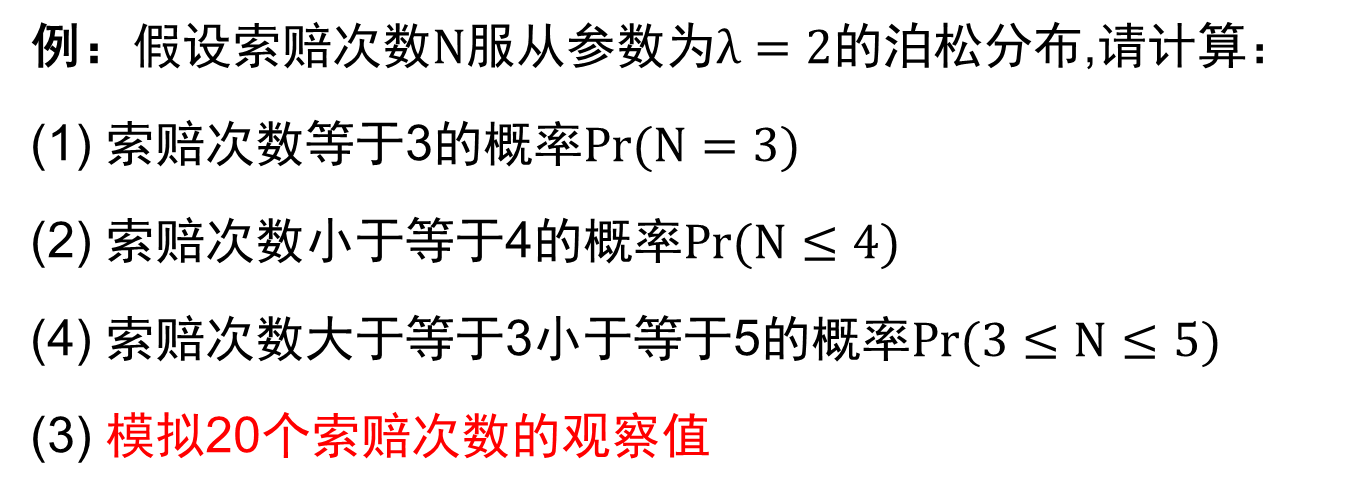 例：假设索赔次数N服从参数为λ = 2的泊松分布,请计算：
(1) 索赔次数等于3的概率Pr(N = 3)
(2) 索赔次数小于等于4的概率Pr(N ≤ 4)
(4) 索赔次数大于等于3小于等于5的概率Pr(3 ≤ N ≤ 5)
(3) 模拟20个索赔次数的观察值